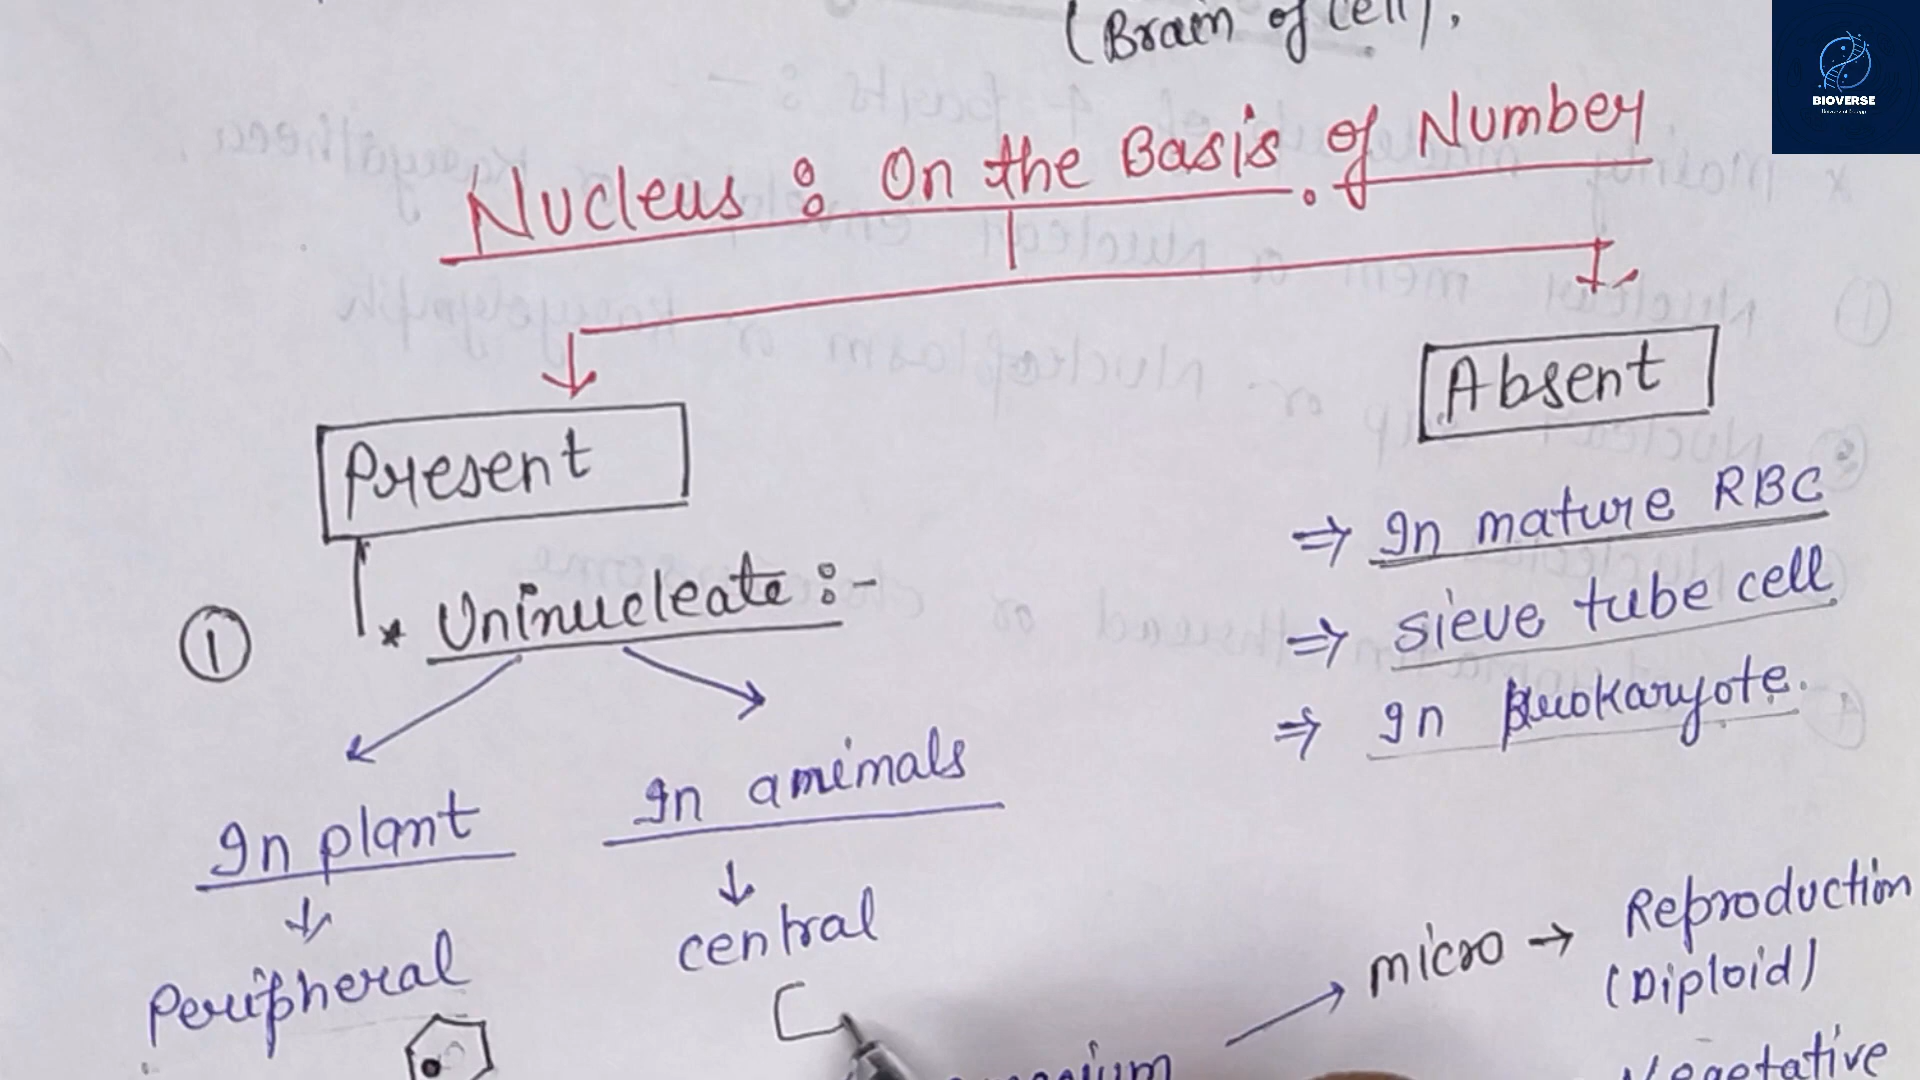 (Brain of Cell).
BIOVERSE
Nucleus : On the Basis of Number
Present
Absent
⇒ In mature RBC
⇒ sieve tube cell
⇒ In Prokaryote.
① * Uninucleate :-
In plant
In animals
↓ Peripheral
↓ central
micro → Reproduction
(Diploid)
Vegetative